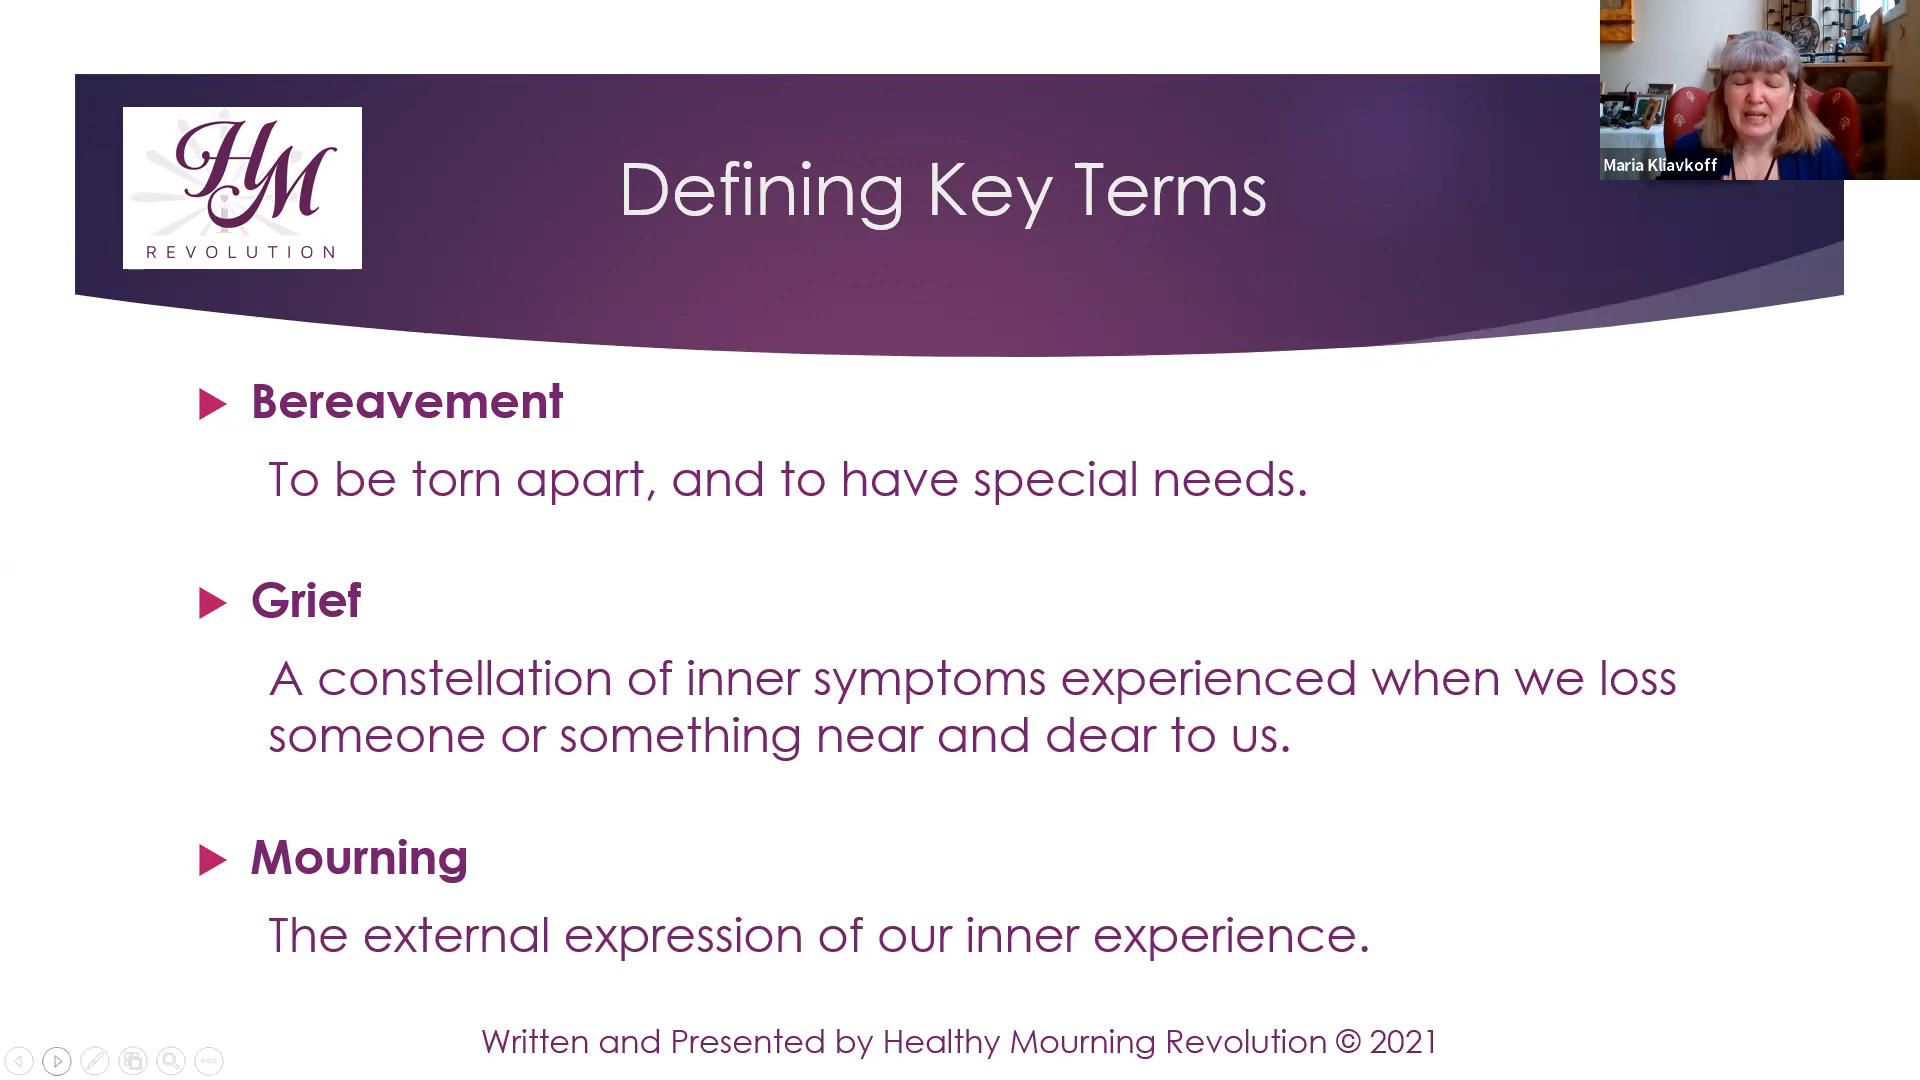 HM
REVOLUTION
Defining Key Terms
Maria Kliavkoff
Bereavement
To be torn apart, and to have special needs.
Grief
A constellation of inner symptoms experienced when we loss
someone or something near and dear to us.
Mourning
The external expression of our inner experience.
Written and Presented by Healthy Mourning Revolution © 2021